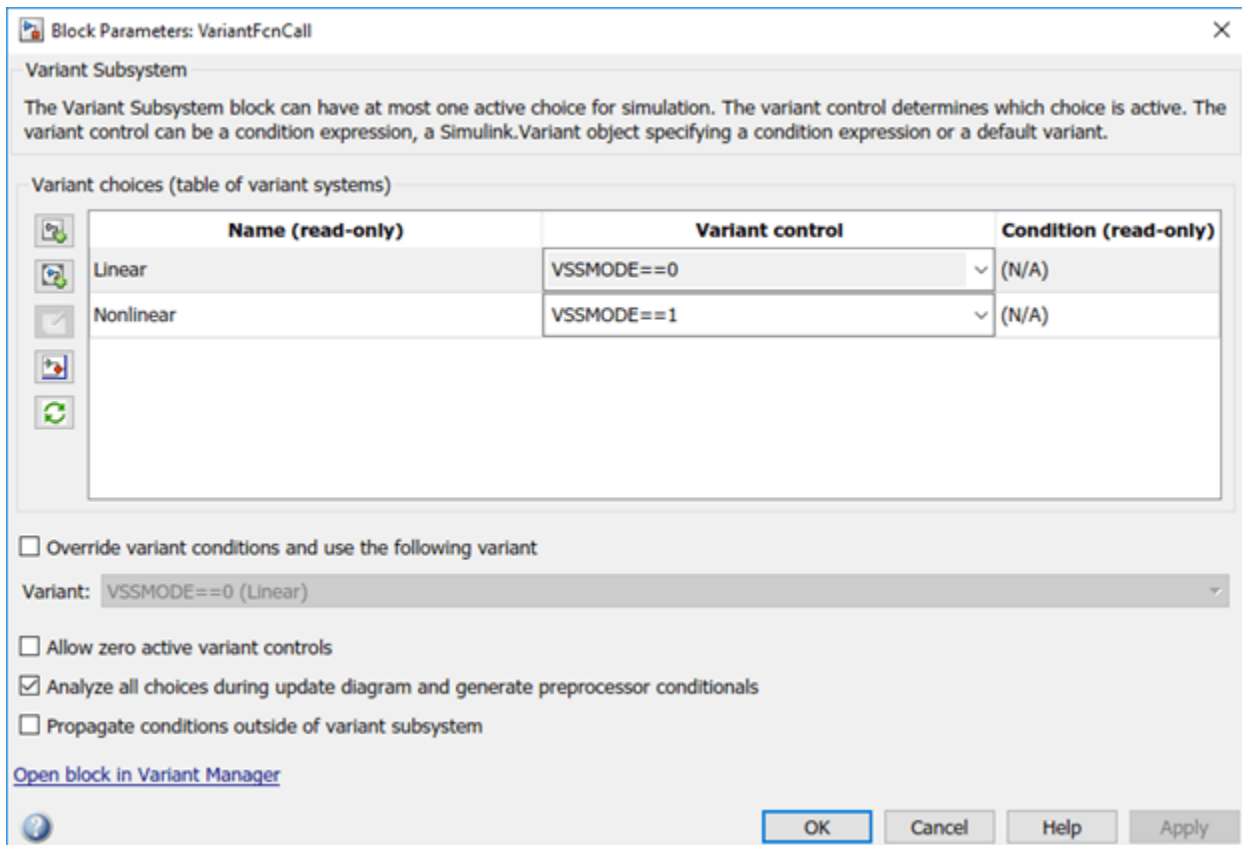 Block Parameters: VariantFcnCall
Variant Subsystem
The Variant Subsystem block can have at most one active choice for simulation. The variant control determines which choice is active. The
variant control can be a condition expression, a Simulink.Variant object specifying a condition expression or a default variant.
Variant choices (table of variant systems)
Name (read-only) Variant control Condition (read-only)
Linear VSSMODE==0 (N/A)
Nonlinear VSSMODE==1 (N/A)
Override variant conditions and use the following variant
Variant: VSSMODE==0 (Linear)
Allow zero active variant controls
Analyze all choices during update diagram and generate preprocessor conditionals
Propagate conditions outside of variant subsystem
Open block in Variant Manager
OK Cancel Help Apply